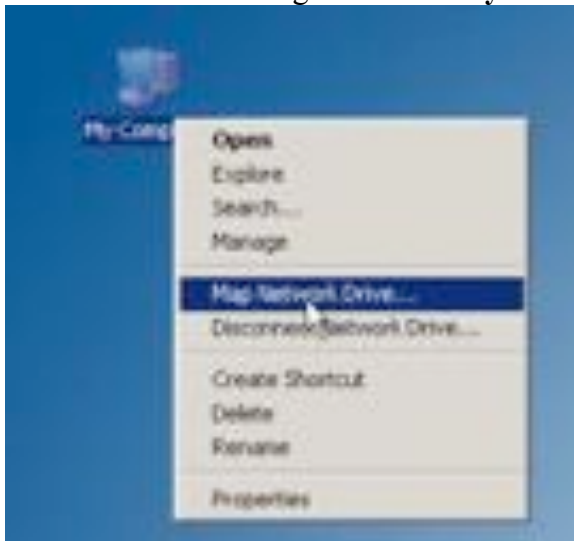 My Comp
Open
Explore
Search...
Manage
Map Network Drive...
Disconnect Network Drive...
Create Shortcut
Delete
Rename
Properties